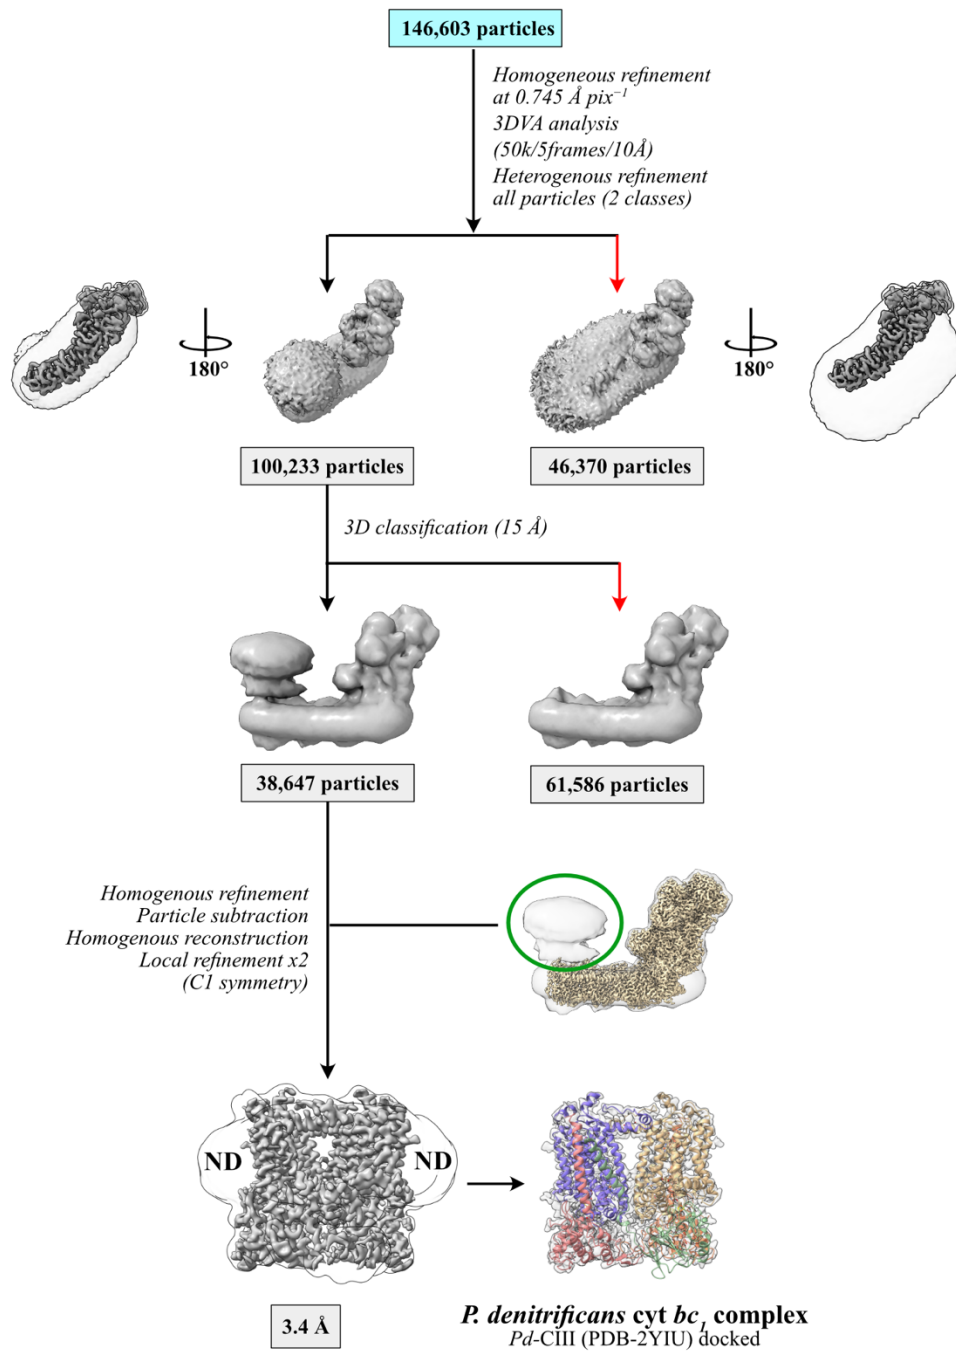 146,603 particles
Homogeneous refinement
at 0.745 Å pix⁻¹
3DVA analysis
(50k/5frames/10Å)
Heterogenous refinement
all particles (2 classes)
180°
180°
100,233 particles
46,370 particles
3D classification (15 Å)
38,647 particles
61,586 particles
Homogenous refinement
Particle subtraction
Homogenous reconstruction
Local refinement x2
(C1 symmetry)
ND
ND
3.4 Å
P. denitrificans cyt bc₁ complex
Pd-CIII (PDB-2YIU) docked